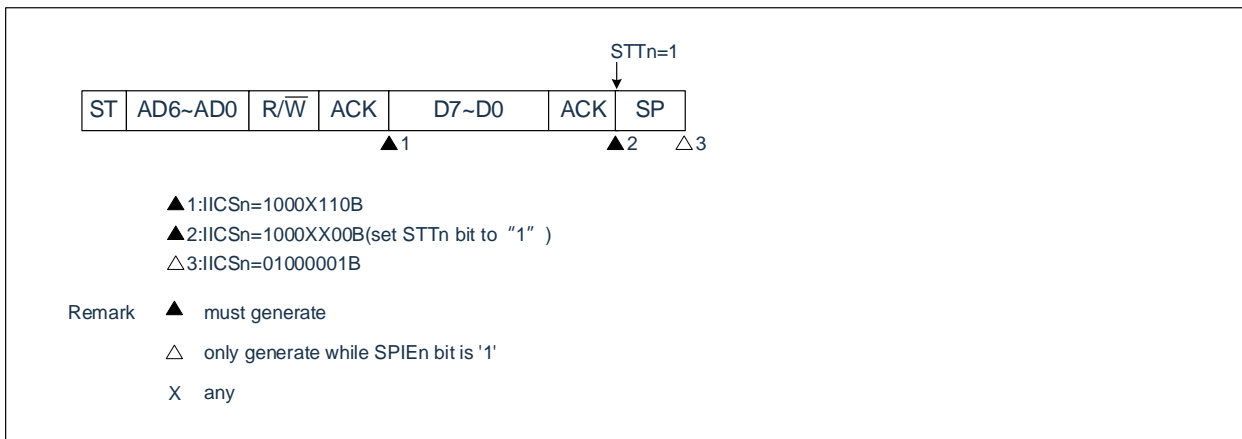 STTn=1
ST AD6~AD0 R/W̅ ACK D7~D0 ACK SP
▲1 ▲2 △3
▲1:IICSn=1000X110B
▲2:IICSn=1000XX00B(set STTn bit to “1” )
△3:IICSn=01000001B
Remark ▲ must generate
△ only generate while SPIEn bit is '1'
X any